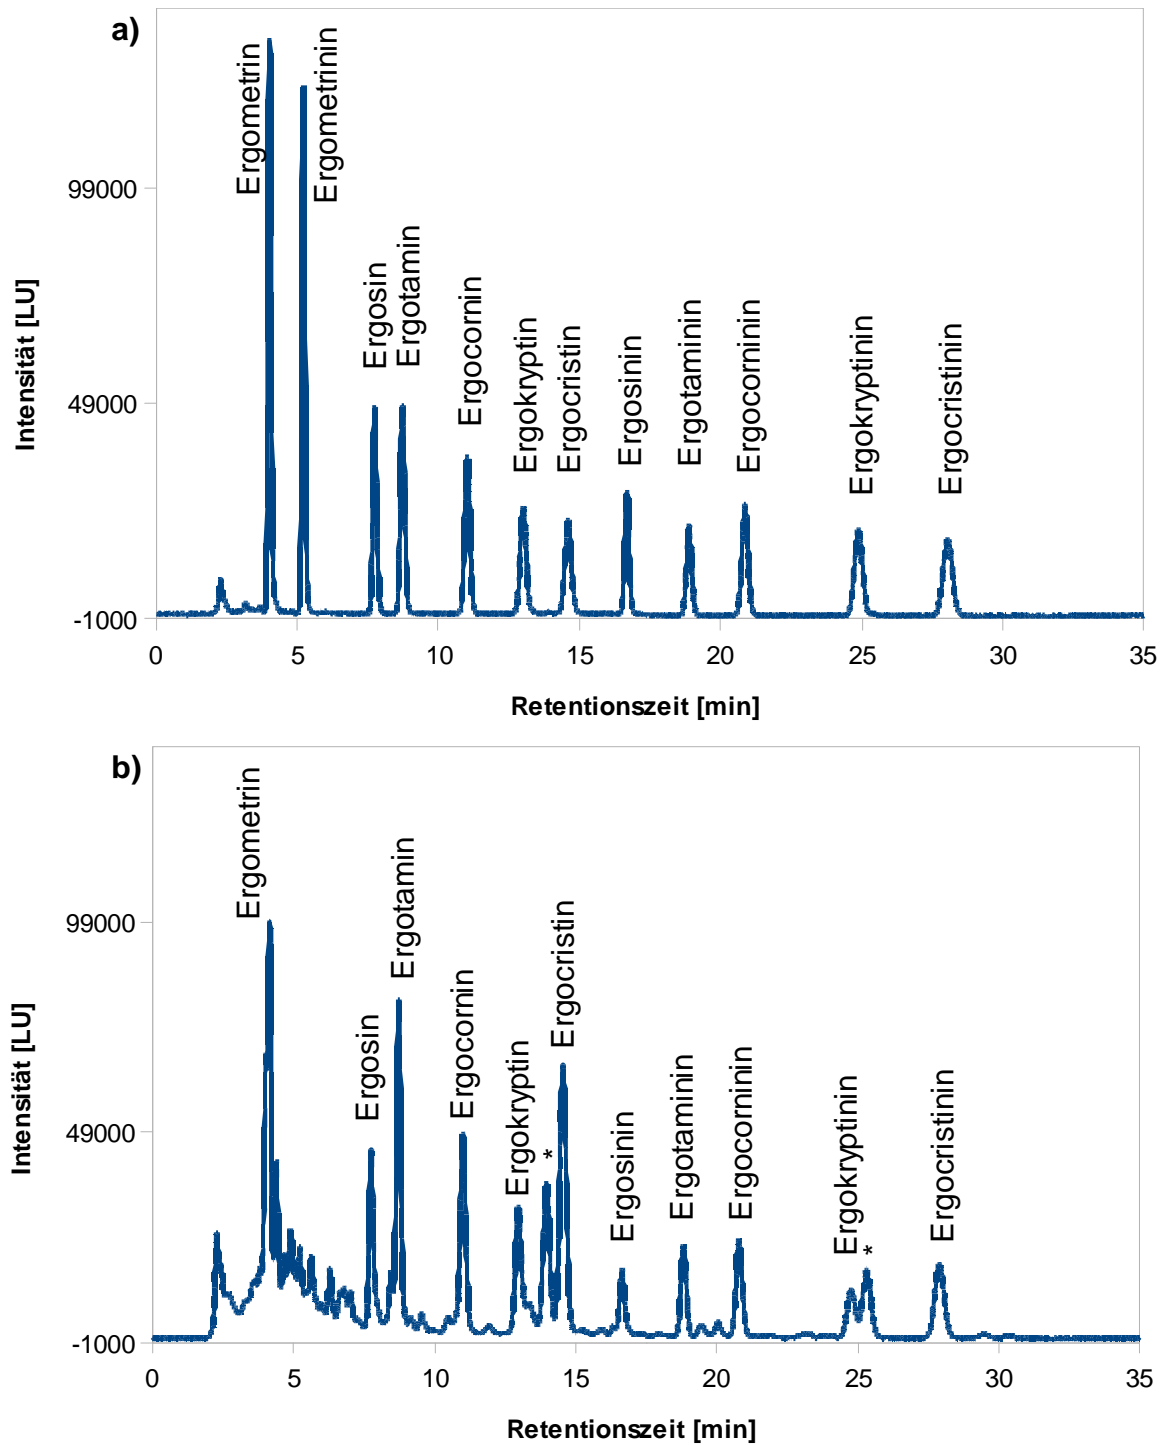 a)
Ergometrin
Ergometrinin
Ergosin
Ergotamin
Ergocornin
Ergokryptin
Ergocristin
Ergosinin
Ergotaminin
Ergocorninin
Ergokryptinin
Ergocristinin
Intensität [LU]
99000
49000
-1000
0 5 10 15 20 25 30 35
Retentionszeit [min]
b)
Ergometrin
Ergosin
Ergotamin
Ergocornin
Ergokryptin
*
Ergocristin
Ergosinin
Ergotaminin
Ergocorninin
Ergokryptinin
*
Ergocristinin
Intensität [LU]
99000
49000
-1000
0 5 10 15 20 25 30 35
Retentionszeit [min]